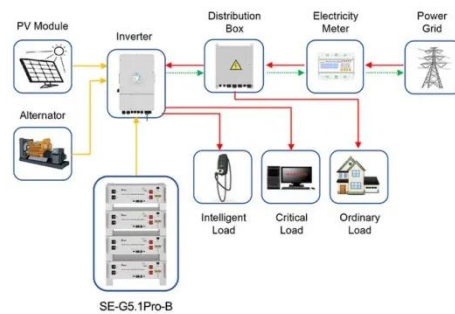 PV Module
Inverter
Distribution
Box
Electricity
Meter
Power
Grid
Alternator
Intelligent
Load
Critical
Load
Ordinary
Load
SE-G5.1Pro-B